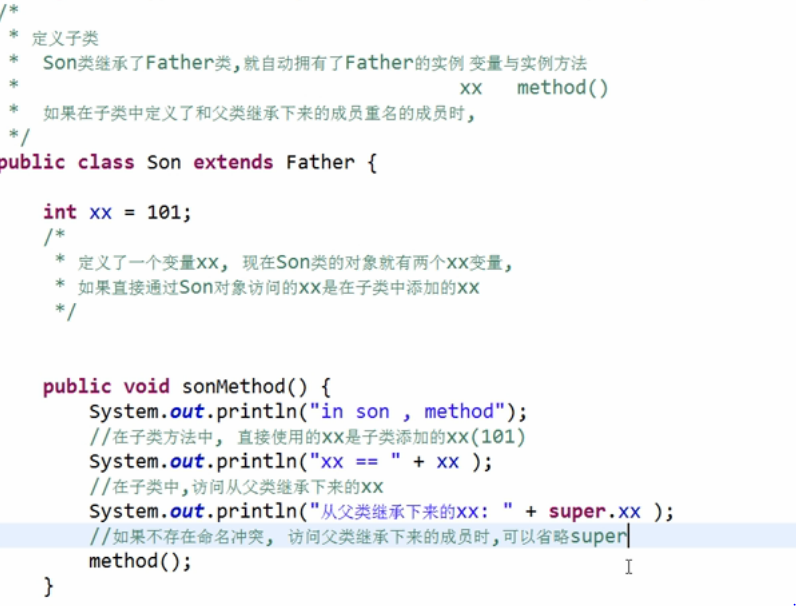 /*
 * 定义子类
 *  Son类继承了Father类,就自动拥有了Father的实例 变量与实例方法
 *                                      xx   method()
 *  如果在子类中定义了和父类继承下来的成员重名的成员时,
 */
public class Son extends Father {
    int xx = 101;
    /*
     * 定义了一个变量xx, 现在Son类的对象就有两个xx变量,
     * 如果直接通过Son对象访问的xx是在子类中添加的xx
     */
    public void sonMethod() {
        System.out.println("in son , method");
        //在子类方法中, 直接使用的xx是子类添加的xx(101)
        System.out.println("xx == " + xx );
        //在子类中,访问从父类继承下来的xx
        System.out.println("从父类继承下来的xx: " + super.xx );
        //如果不存在命名冲突, 访问父类继承下来的成员时,可以省略super
        method();
    }